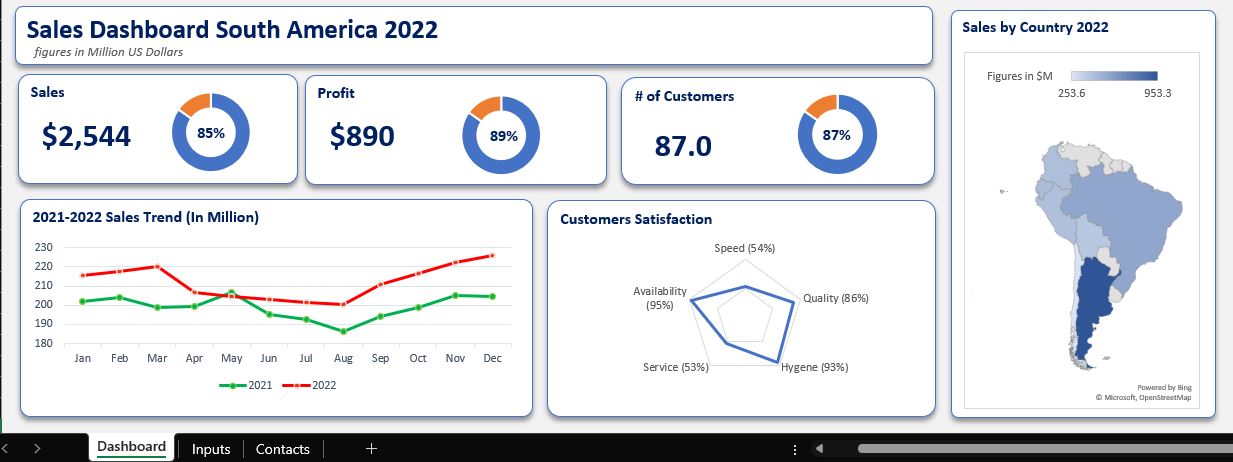 Sales Dashboard South America 2022
figures in Million US Dollars
Sales
$2,544
85%
Profit
$890
89%
# of Customers
87.0
87%
2021-2022 Sales Trend (In Million)
230
220
210
200
190
180
Jan Feb Mar Apr May Jun Jul Aug Sep Oct Nov Dec
2021 2022
Customers Satisfaction
Speed (54%)
Availability
(95%)
Quality (86%)
Service (53%)
Hygene (93%)
Sales by Country 2022
Figures in $M
253.6 953.3
Powered by Bing
© Microsoft, OpenStreetMap
Dashboard Inputs Contacts